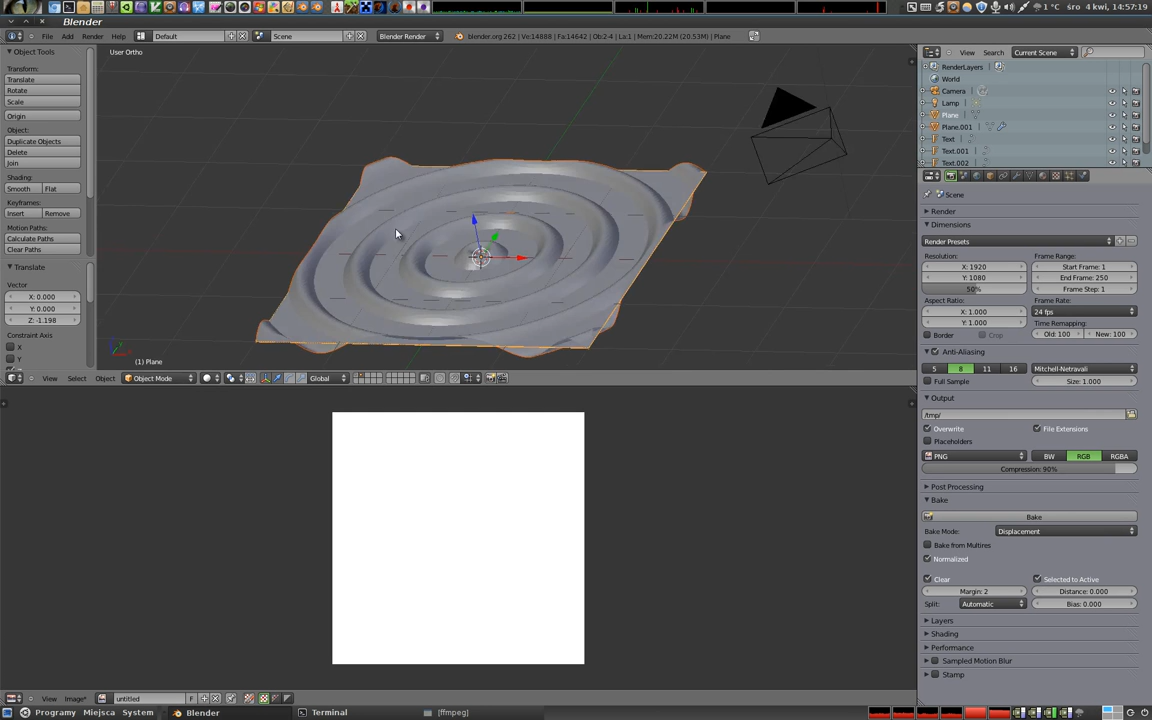 1 °C śro 4 kwi, 14:57:19
Blender
File Add Render Help Default Scene Blender Render blender.org 262 | Ve:14888 | Fa:14642 | Ob:2-4 | La:1 | Mem:20.22M (20.53M) | Plane
Object Tools
Transform:
Translate
Rotate
Scale
Origin
Object:
Duplicate Objects
Delete
Join
Shading:
Smooth Flat
Keyframes:
Insert Remove
Motion Paths:
Calculate Paths
Clear Paths
Translate
Vector
X: 0.000
Y: 0.000
Z: -1.198
Constraint Axis
X
Y
User Ortho
(1) Plane
View Select Object Object Mode Global
View Search Current Scene
RenderLayers
World
Camera
Lamp
Plane
Plane.001
Text
Text.001
Text.002
Scene
Render
Dimensions
Render Presets
Resolution: Frame Range:
X: 1920 Start Frame: 1
Y: 1080 End Frame: 250
50% Frame Step: 1
Aspect Ratio: Frame Rate:
X: 1.000 24 fps
Y: 1.000 Time Remapping:
Border Crop Old: 100 New: 100
Anti-Aliasing
5 8 11 16 Mitchell-Netravali
Full Sample Size: 1.000
Output
/tmp/
Overwrite File Extensions
Placeholders
PNG BW RGB RGBA
Compression: 90%
Post Processing
Bake
Bake
Bake Mode: Displacement
Bake from Multires
Normalized
Clear Selected to Active
Margin: 2 Distance: 0.000
Split: Automatic Bias: 0.000
Layers
Shading
Performance
Sampled Motion Blur
Stamp
View Image* untitled F
Programy Miejsca System Blender Terminal [ffmpeg]